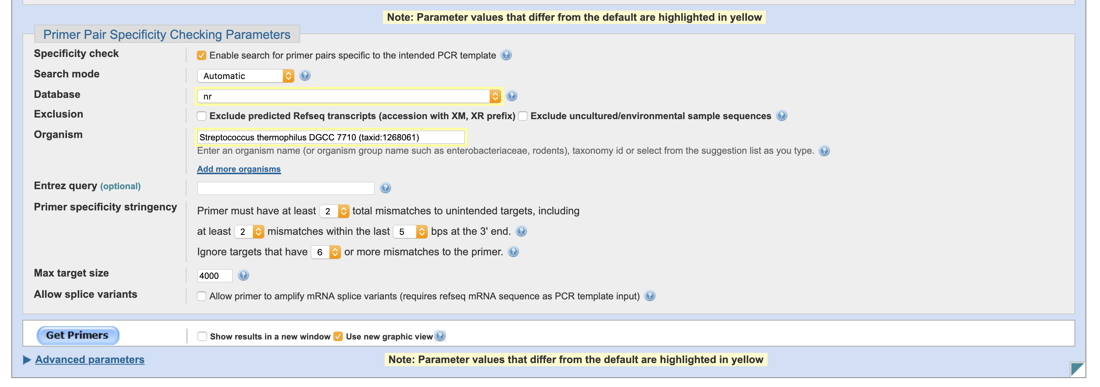 Note: Parameter values that differ from the default are highlighted in yellow
Primer Pair Specificity Checking Parameters
Specificity check Enable search for primer pairs specific to the intended PCR template
Search mode Automatic
Database nr
Exclusion Exclude predicted Refseq transcripts (accession with XM, XR prefix) Exclude uncultured/environmental sample sequences
Organism Streptococcus thermophilus DGCC 7710 (taxid:1268061)
Enter an organism name (or organism group name such as enterobacteriaceae, rodents), taxonomy id or select from the suggestion list as you type.
Add more organisms
Entrez query (optional)
Primer specificity stringency Primer must have at least 2 total mismatches to unintended targets, including
at least 2 mismatches within the last 5 bps at the 3' end.
Ignore targets that have 6 or more mismatches to the primer.
Max target size 4000
Allow splice variants Allow primer to amplify mRNA splice variants (requires refseq mRNA sequence as PCR template input)
Get Primers Show results in a new window Use new graphic view
Advanced parameters Note: Parameter values that differ from the default are highlighted in yellow